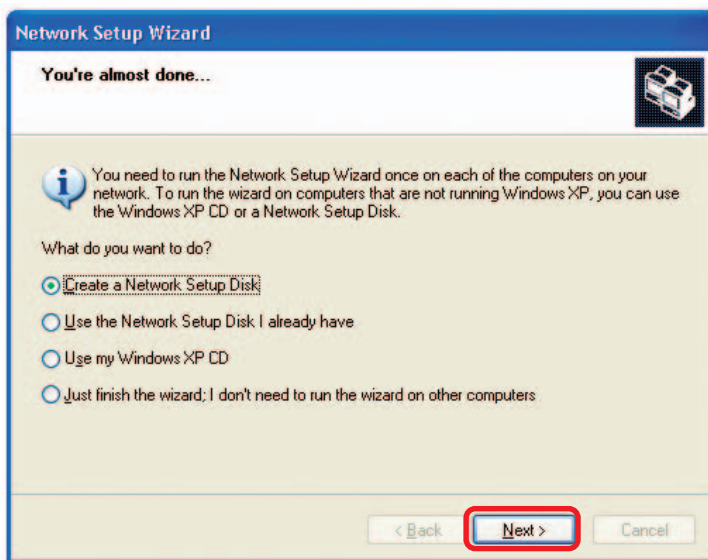 Network Setup Wizard
You're almost done...
You need to run the Network Setup Wizard once on each of the computers on your
network. To run the wizard on computers that are not running Windows XP, you can use
the Windows XP CD or a Network Setup Disk.
What do you want to do?
Create a Network Setup Disk
Use the Network Setup Disk I already have
Use my Windows XP CD
Just finish the wizard; I don't need to run the wizard on other computers
< Back
Next >
Cancel